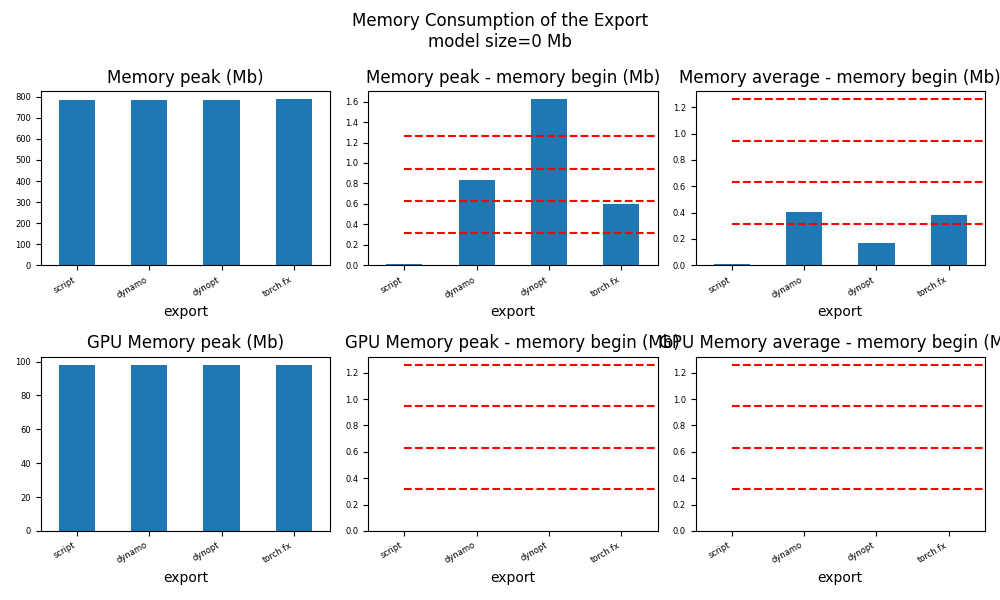 Memory Consumption of the Export
model size=0 Mb
Memory peak (Mb)
800
700
600
500
400
300
200
100
0
script
dynamo
dynopt
torch.fx
export
Memory peak - memory begin (Mb)
1.6
1.4
1.2
1.0
0.8
0.6
0.4
0.2
0.0
script
dynamo
dynopt
torch.fx
export
Memory average - memory begin (Mb)
1.2
1.0
0.8
0.6
0.4
0.2
0.0
script
dynamo
dynopt
torch.fx
export
GPU Memory peak (Mb)
100
80
60
40
20
0
script
dynamo
dynopt
torch.fx
export
GPU Memory peak - memory begin (Mb)
1.2
1.0
0.8
0.6
0.4
0.2
0.0
script
dynamo
dynopt
torch.fx
export
GPU Memory average - memory begin (M
1.2
1.0
0.8
0.6
0.4
0.2
0.0
script
dynamo
dynopt
torch.fx
export